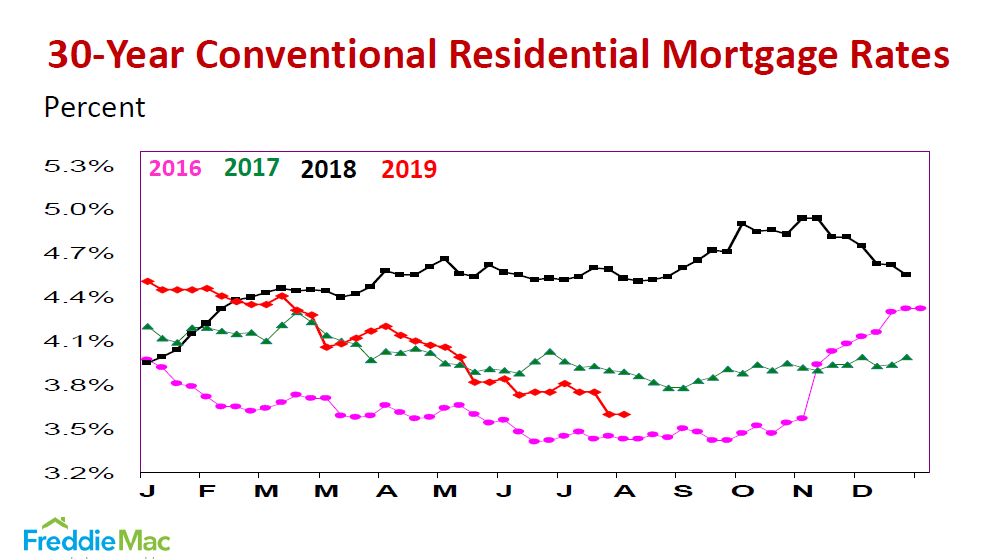 30-Year Conventional Residential Mortgage Rates
Percent
2016 2017 2018 2019
5.3%
5.0%
4.7%
4.4%
4.1%
3.8%
3.5%
3.2%
J F M M A M J J A S O N D
FreddieMac